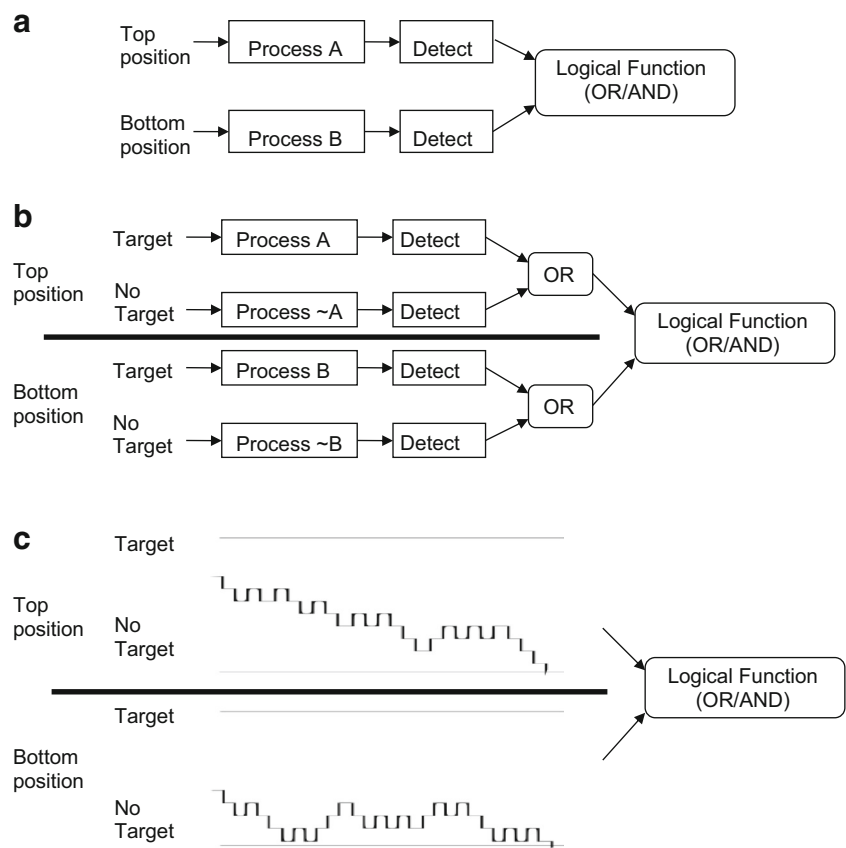 a
Top
position
Process A
Detect
Logical Function
(OR/AND)
Bottom
position
Process B
Detect
b
Top
position
Target
Process A
Detect
OR
No
Target
Process ~A
Detect
Logical Function
(OR/AND)
Bottom
position
Target
Process B
Detect
OR
No
Target
Process ~B
Detect
c
Target
Top
position
No
Target
Logical Function
(OR/AND)
Target
Bottom
position
No
Target